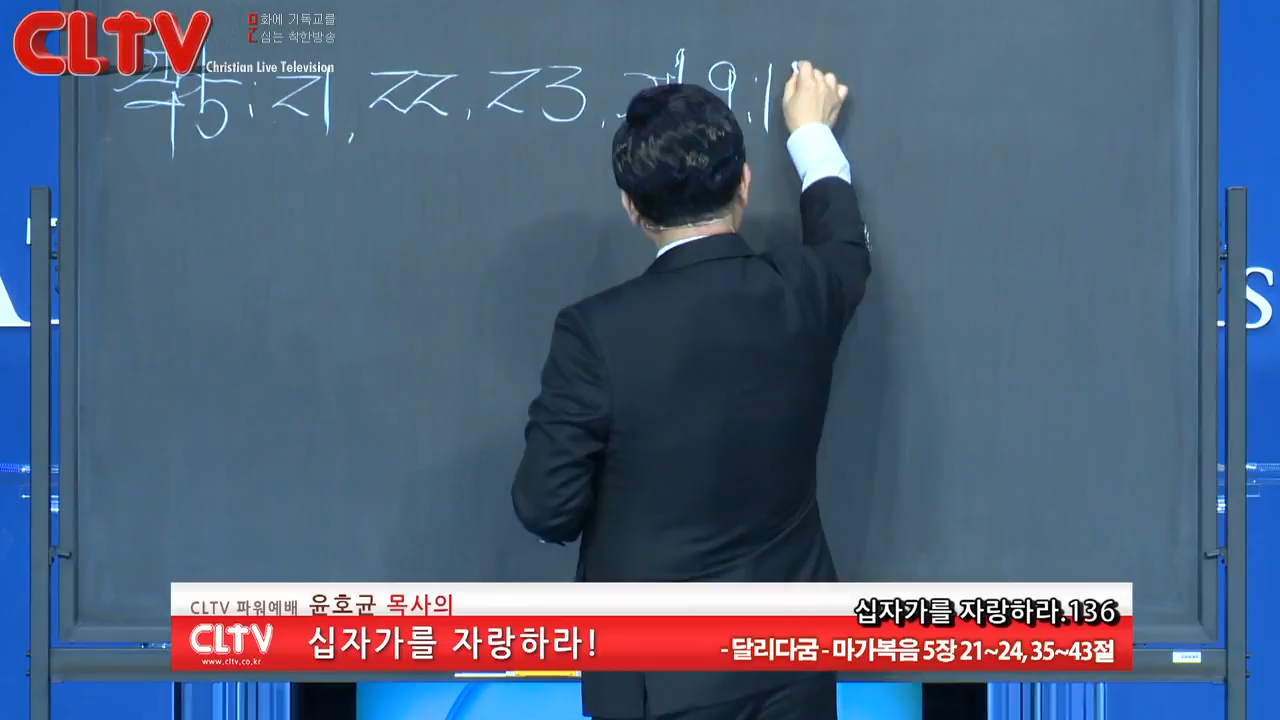 CLTV
문화에 기독교를
심는 착한방송
Christian Live Television
막5:21, 22, 23, 9:1
CLTV 파워예배 윤호균 목사의
십자가를 자랑하라.136
CLTV
www.cltv.co.kr
십자가를 자랑하라!
- 달리다굼 - 마가복음 5장 21~24, 35~43절